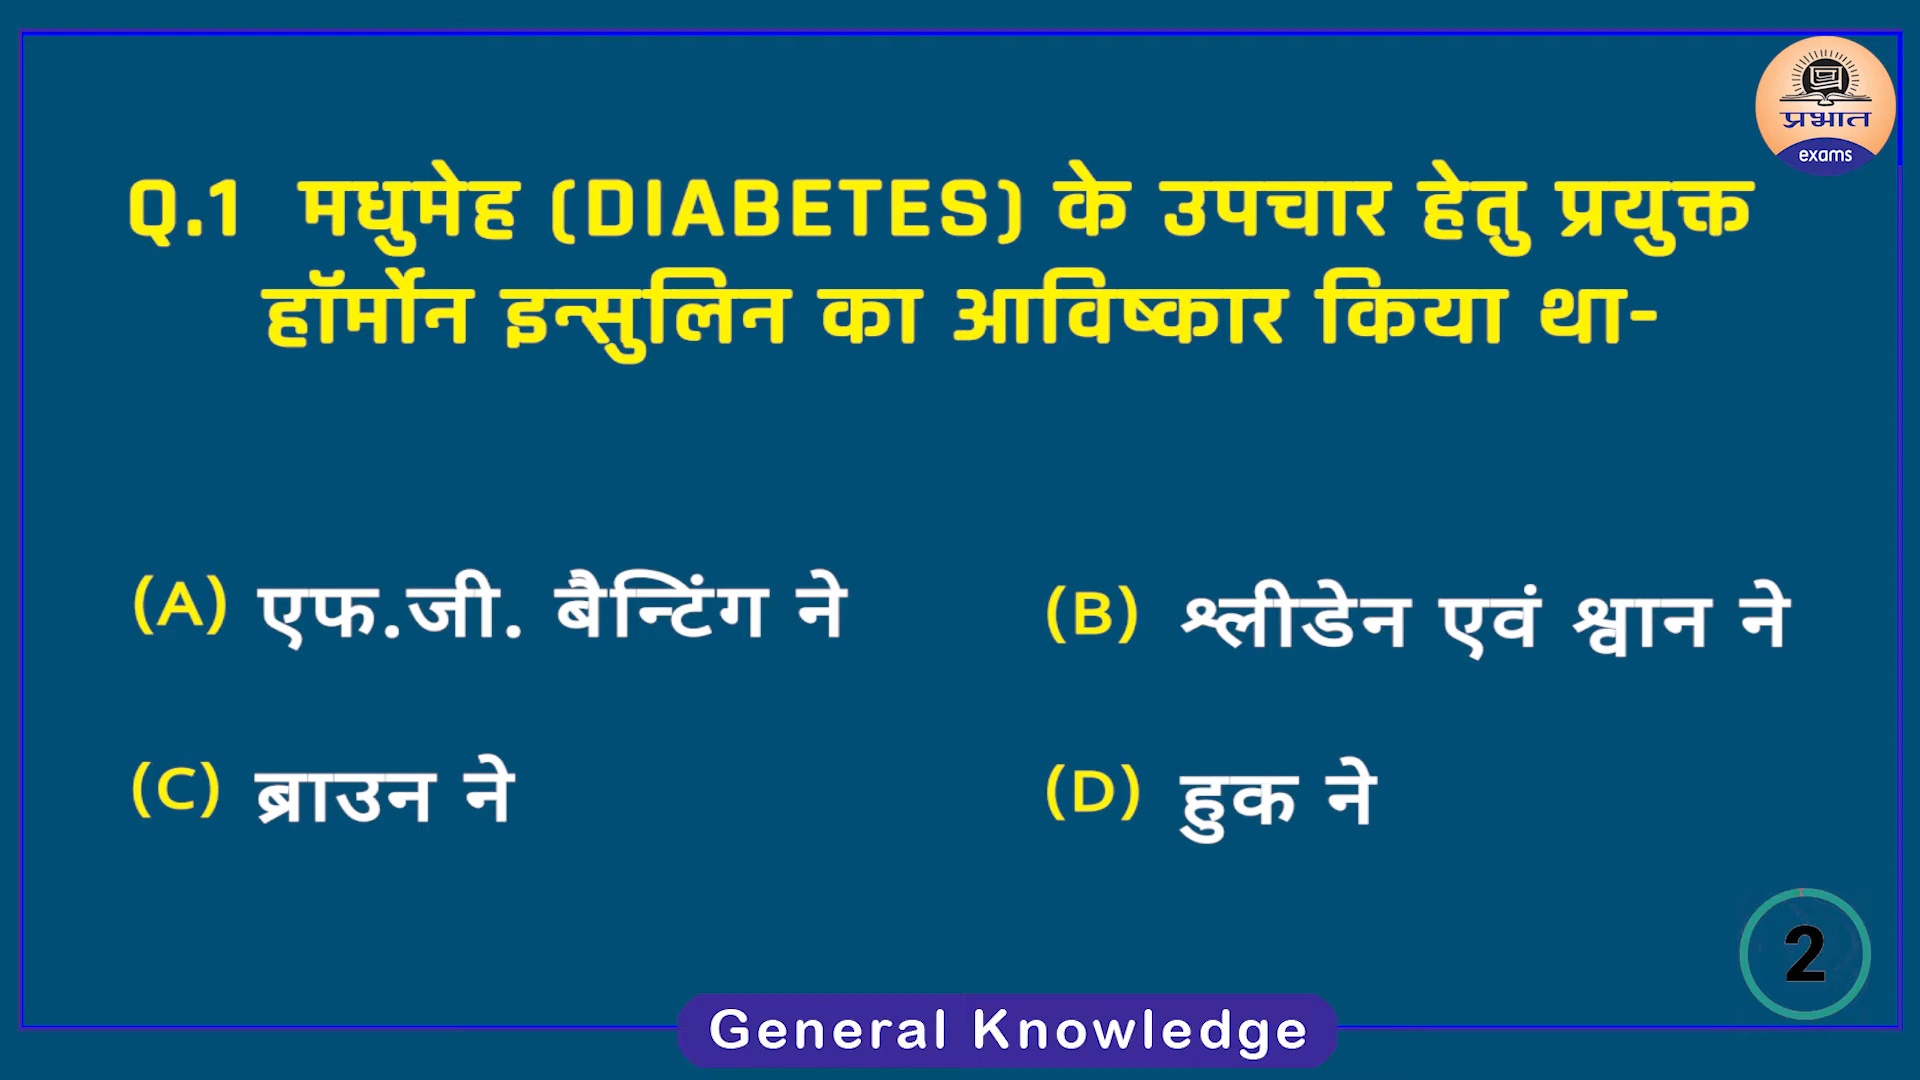 प्रभात
exams
Q.1 मधुमेह (DIABETES) के उपचार हेतु प्रयुक्त
हॉर्मोन इन्सुलिन का आविष्कार किया था-
(A) एफ.जी. बैन्टिंग ने
(B) श्लीडेन एवं श्वान ने
(C) ब्राउन ने
(D) हुक ने
2
General Knowledge